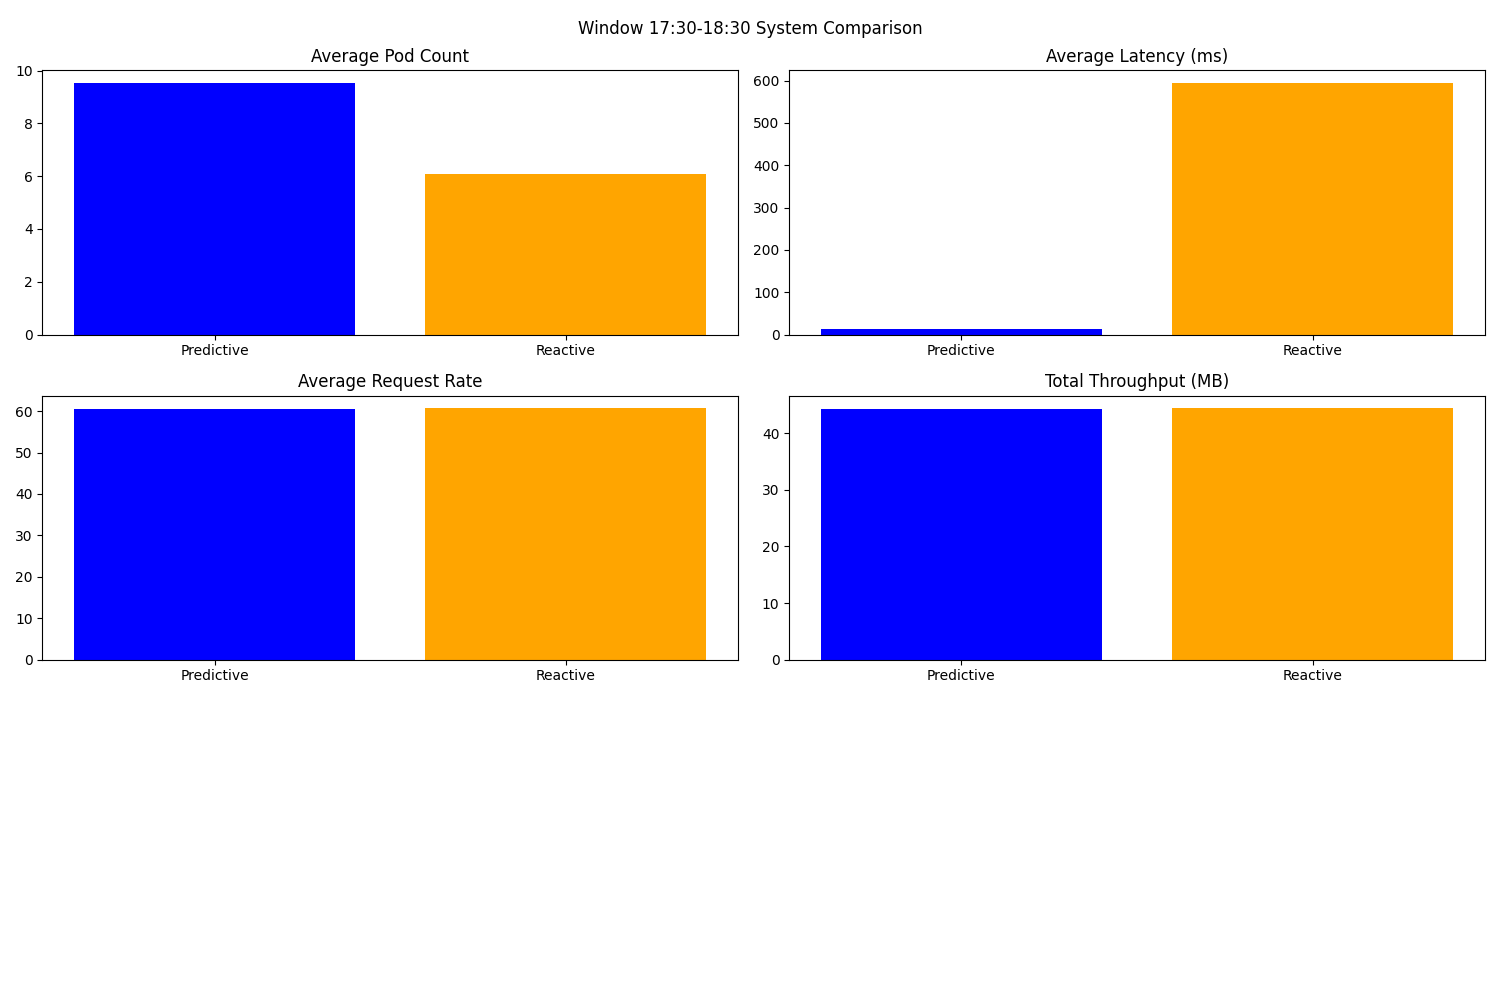 Window 17:30-18:30 System Comparison
Average Pod Count
10
8
6
4
2
0
Predictive
Reactive
Average Latency (ms)
600
500
400
300
200
100
0
Predictive
Reactive
Average Request Rate
60
50
40
30
20
10
0
Predictive
Reactive
Total Throughput (MB)
40
30
20
10
0
Predictive
Reactive